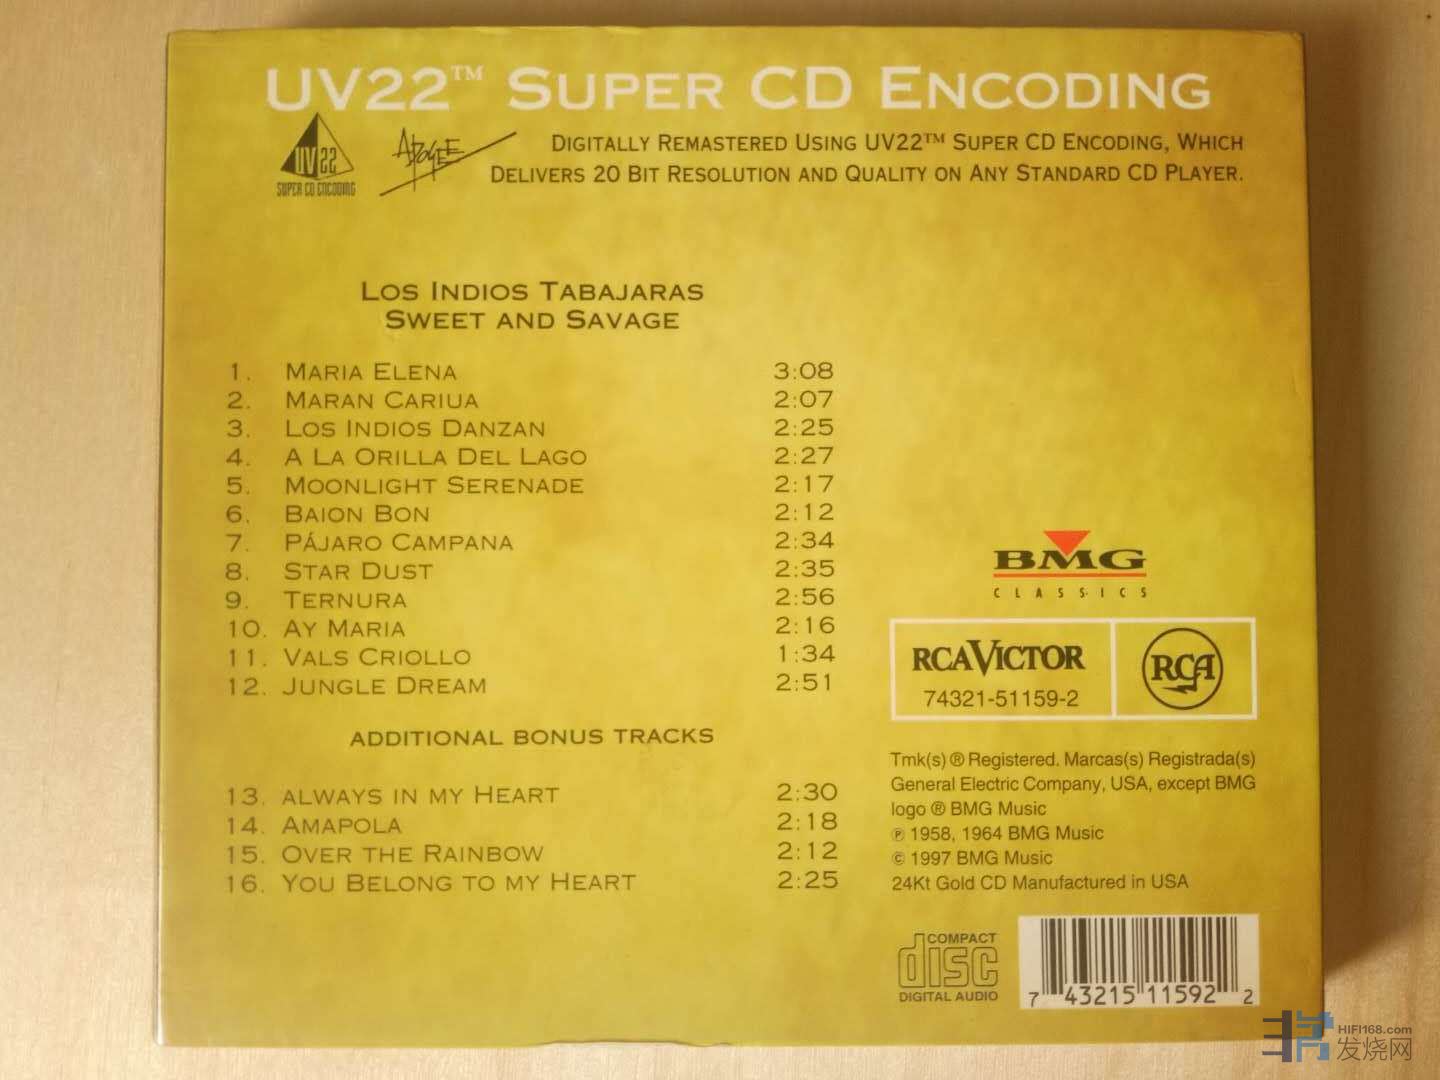 UV22™ SUPER CD ENCODING
UV22
SUPER CD ENCODING
APOGEE
DIGITALLY REMASTERED USING UV22™ SUPER CD ENCODING, WHICH
DELIVERS 20 BIT RESOLUTION AND QUALITY ON ANY STANDARD CD PLAYER.
LOS INDIOS TABAJARAS
SWEET AND SAVAGE
1. MARIA ELENA 3:08
2. MARAN CARIUA 2:07
3. LOS INDIOS DANZAN 2:25
4. A LA ORILLA DEL LAGO 2:27
5. MOONLIGHT SERENADE 2:17
6. BAION BON 2:12
7. PÁJARO CAMPANA 2:34
8. STAR DUST 2:35
9. TERNURA 2:56
10. AY MARIA 2:16
11. VALS CRIOLLO 1:34
12. JUNGLE DREAM 2:51
ADDITIONAL BONUS TRACKS
13. ALWAYS IN MY HEART 2:30
14. AMAPOLA 2:18
15. OVER THE RAINBOW 2:12
16. YOU BELONG TO MY HEART 2:25
BMG
CLASSICS
RCAVICTOR
74321-51159-2
RCA
Tmk(s) ® Registered. Marcas(s) Registrada(s)
General Electric Company, USA, except BMG
logo ® BMG Music
℗ 1958, 1964 BMG Music
© 1997 BMG Music
24Kt Gold CD Manufactured in USA
COMPACT
disc
DIGITAL AUDIO
7 43215 11592 2
HIFI168.com
发烧网